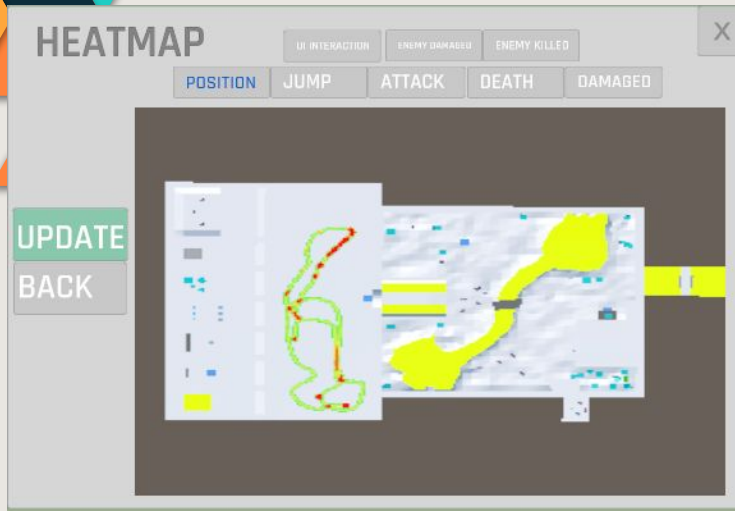 HEATMAP
X
UI INTERACTION
ENEMY DAMAGED
ENEMY KILLED
POSITION
JUMP
ATTACK
DEATH
DAMAGED
UPDATE
BACK